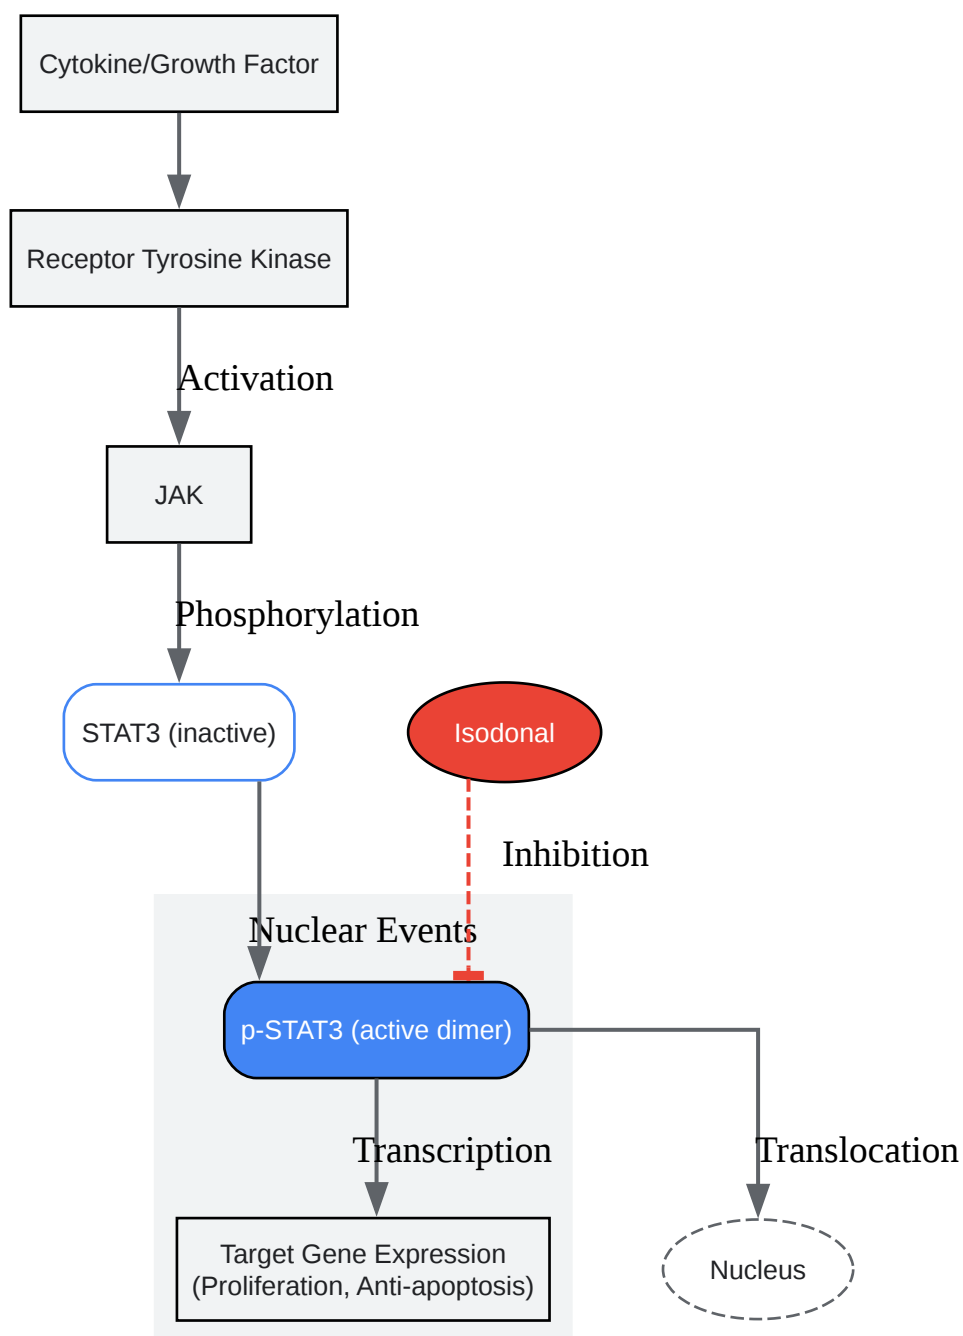 Cytokine/Growth Factor
Receptor Tyrosine Kinase
Activation
JAK
Phosphorylation
STAT3 (inactive)
Isodonal
Inhibition
Nuclear Events
p-STAT3 (active dimer)
Transcription
Translocation
Target Gene Expression
(Proliferation, Anti-apoptosis)
Nucleus